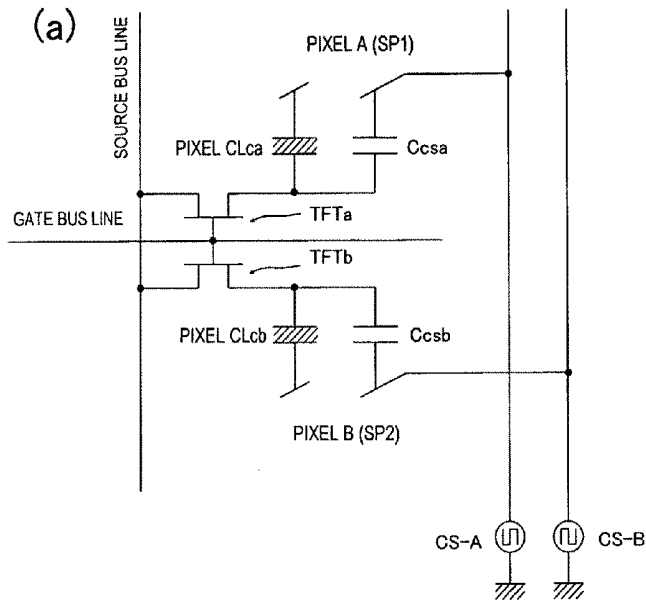 (a)
SOURCE BUS LINE
PIXEL A (SP1)
PIXEL CLca
Ccsa
TFTa
GATE BUS LINE
TFTb
PIXEL CLcb
Ccsb
PIXEL B (SP2)
CS-A
CS-B